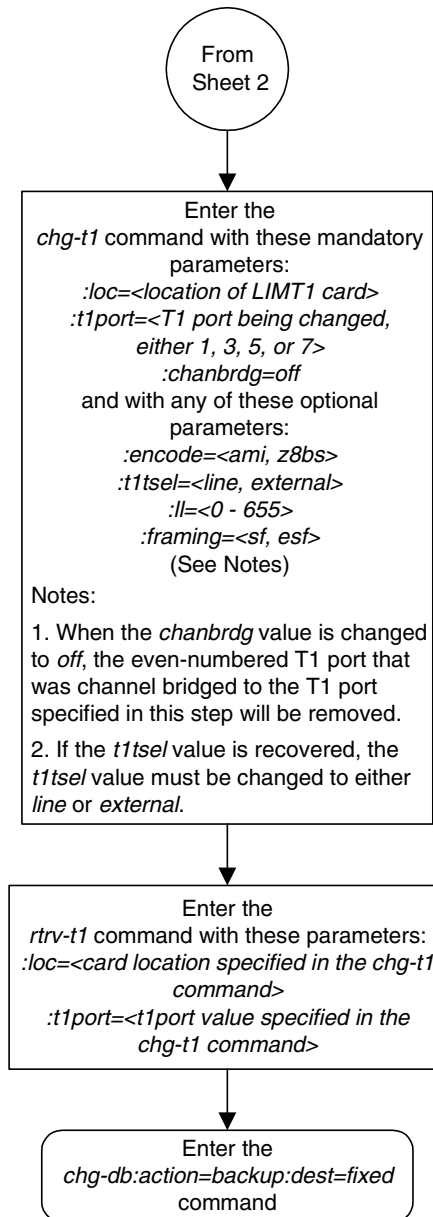 From
Sheet 2
Enter the
chg-t1 command with these mandatory
parameters:
:loc=<location of LIMT1 card>
:t1port=<T1 port being changed,
either 1, 3, 5, or 7>
:chanbrdg=off
and with any of these optional
parameters:
:encode=<ami, z8bs>
:t1tsel=<line, external>
:ll=<0 - 655>
:framing=<sf, esf>
(See Notes)
Notes:
1. When the chanbrdg value is changed
to off, the even-numbered T1 port that
was channel bridged to the T1 port
specified in this step will be removed.
2. If the t1tsel value is recovered, the
t1tsel value must be changed to either
line or external.
Enter the
rtrv-t1 command with these parameters:
:loc=<card location specified in the chg-t1
command>
:t1port=<t1port value specified in the
chg-t1 command>
Enter the
chg-db:action=backup:dest=fixed
command